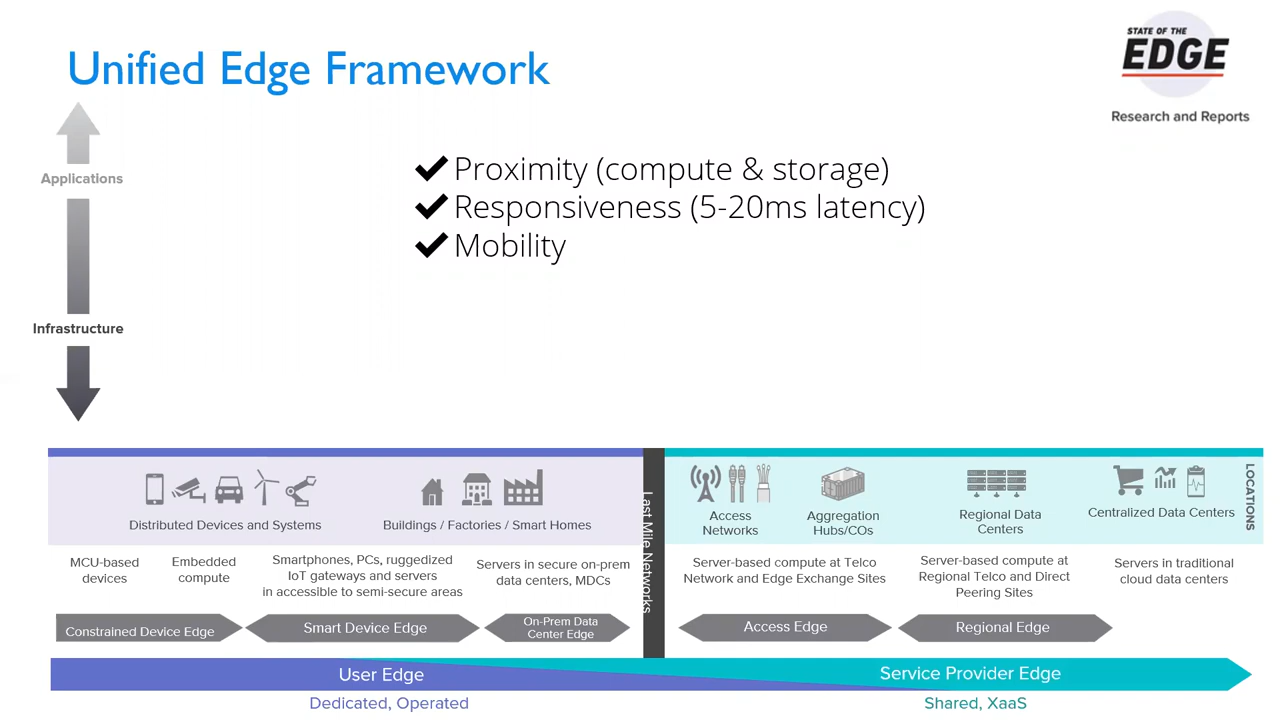 Unified Edge Framework
STATE OF THE
EDGE
Research and Reports
Applications
Infrastructure
Proximity (compute & storage)
Responsiveness (5-20ms latency)
Mobility
Distributed Devices and Systems
Buildings / Factories / Smart Homes
Last Mile Networks
Access
Networks
Aggregation
Hubs/COs
Regional Data
Centers
Centralized Data Centers
LOCATIONS
MCU-based
devices
Embedded
compute
Smartphones, PCs, ruggedized
IoT gateways and servers
in accessible to semi-secure areas
Servers in secure on-prem
data centers, MDCs
Server-based compute at Telco
Network and Edge Exchange Sites
Server-based compute at
Regional Telco and Direct
Peering Sites
Servers in traditional
cloud data centers
Constrained Device Edge
Smart Device Edge
On-Prem Data
Center Edge
Access Edge
Regional Edge
User Edge
Service Provider Edge
Dedicated, Operated
Shared, XaaS